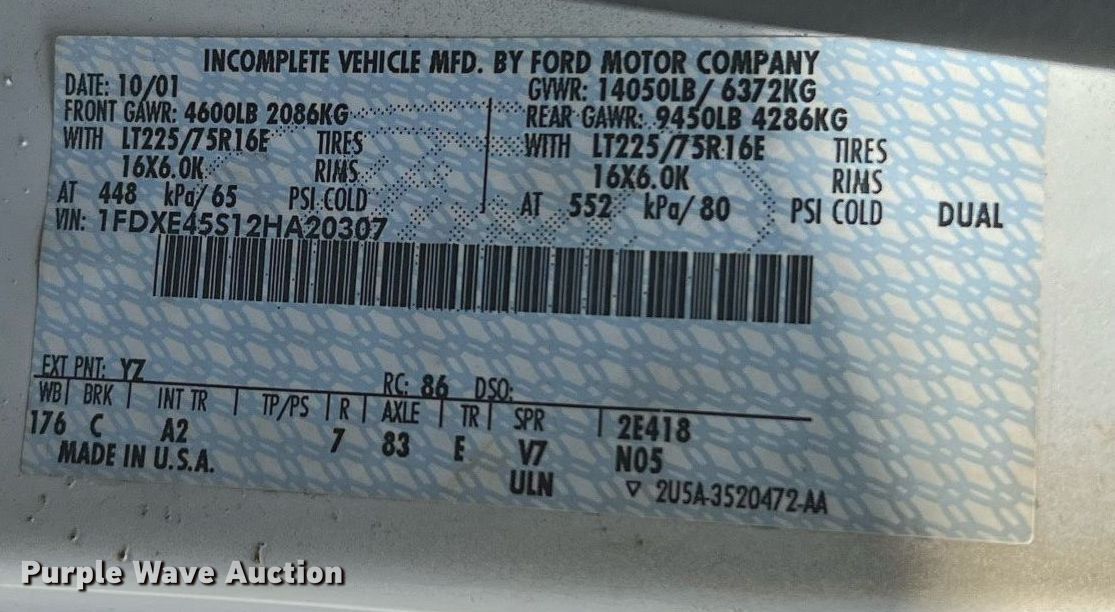 INCOMPLETE VEHICLE MFD. BY FORD MOTOR COMPANY
DATE: 10/01 GVWR: 14050LB/ 6372KG
FRONT GAWR: 4600LB 2086KG REAR GAWR: 9450LB 4286KG
WITH LT225/75R16E TIRES WITH LT225/75R16E TIRES
16X6.0K RIMS 16X6.0K RIMS
AT 448 kPa/65 PSI COLD AT 552 kPa/80 PSI COLD DUAL
VIN: 1FDXE45S12HA20307
EXT PNT: YZ RC: 86 DSO:
WB BRK INT TR TP/PS R AXLE TR SPR 2E418
176 C A2 7 83 E V7 N05
MADE IN U.S.A. ULN ▽ 2U5A-3520472-AA
Purple Wave Auction